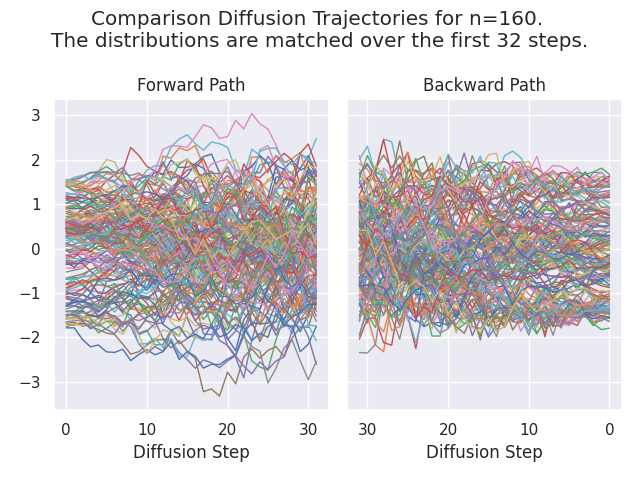 Comparison Diffusion Trajectories for n=160.
The distributions are matched over the first 32 steps.
Forward Path
Backward Path
3
2
1
0
−1
−2
−3
0 10 20 30
30 20 10 0
Diffusion Step
Diffusion Step